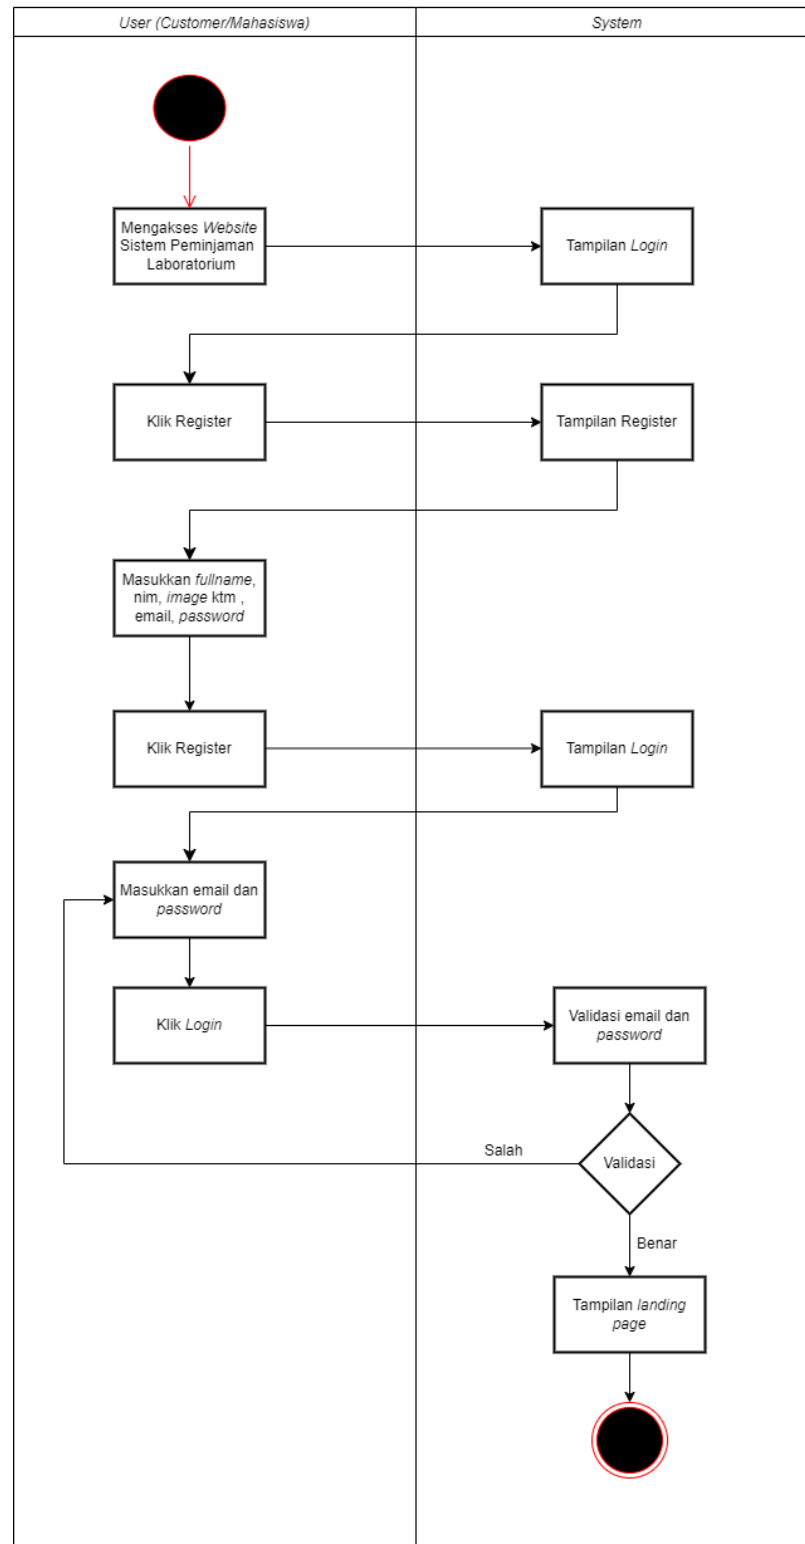 User (Customer/Mahasiswa)
System
Mengakses Website
Sistem Peminjaman
Laboratorium
Tampilan Login
Klik Register
Tampilan Register
Masukkan fullname,
nim, image ktm ,
email, password
Klik Register
Tampilan Login
Masukkan email dan
password
Klik Login
Validasi email dan
password
Salah
Validasi
Benar
Tampilan landing
page